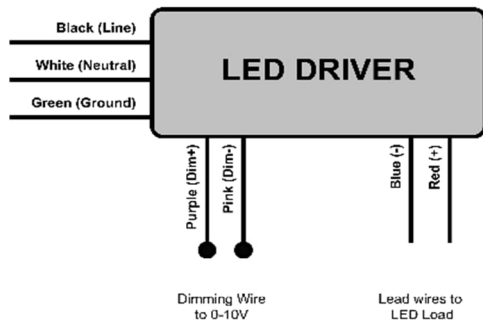 Black (Line)
White (Neutral)
Green (Ground)
LED DRIVER
Purple (Dim+)
Pink (Dim-)
Blue (-)
Red (+)
Dimming Wire
to 0-10V
Lead wires to
LED Load